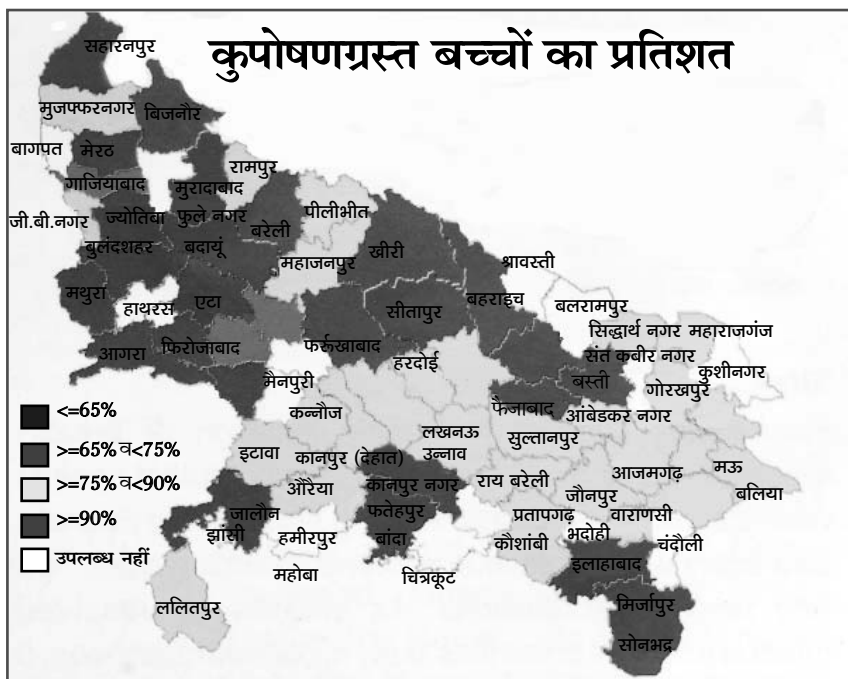 कुपोषणग्रस्त बच्चों का प्रतिशत
सहारनपुर
मुजफ्फरनगर
बिजनौर
बागपत
मेरठ
गाजियाबाद
मुरादाबाद
रामपुर
जी.बी.नगर
ज्योतिबा
फुले नगर
बरेली
पीलीभीत
बुलंदशहर
बदायूं
खीरी
श्रावस्ती
महाजनपुर
मथुरा
हाथरस
एटा
सीतापुर
बहराइच
बलरामपुर
सिद्धार्थ नगर
महाराजगंज
आगरा
फिरोजाबाद
फर्रूखाबाद
हरदोई
संत कबीर नगर
कुशीनगर
मैनपुरी
बस्ती
गोरखपुर
कन्नौज
फैजाबाद
आंबेडकर नगर
लखनऊ
सुल्तानपुर
इटावा
कानपुर (देहात)
उन्नाव
औरैया
कानपुर नगर
राय बरेली
आजमगढ़
मऊ
जौनपुर
बलिया
जालौन
फतेहपुर
प्रतापगढ़
वाराणसी
झांसी
हमीरपुर
बांदा
कौशांबी
भदोही
चंदौली
महोबा
चित्रकूट
इलाहाबाद
ललितपुर
मिर्जापुर
सोनभद्र
<=65%
>=65% व<75%
>=75% व<90%
>=90%
उपलब्ध नहीं